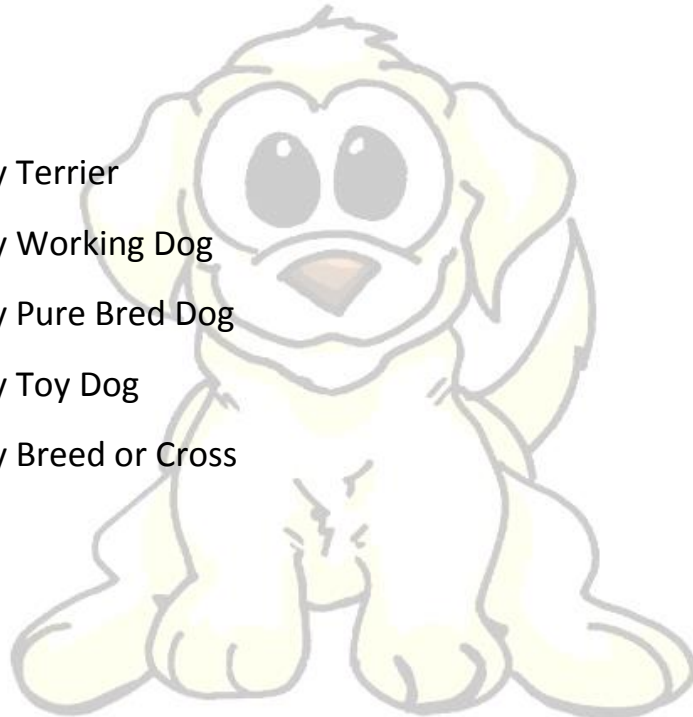 y Terrier
y Working Dog
y Pure Bred Dog
y Toy Dog
y Breed or Cross